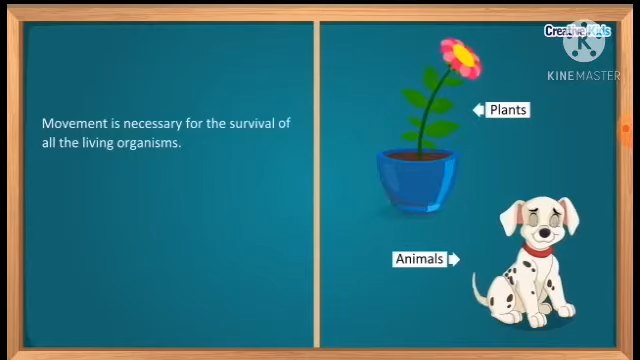 Creative Kids
K
KINEMASTER
Movement is necessary for the survival of
all the living organisms.
Plants
Animals